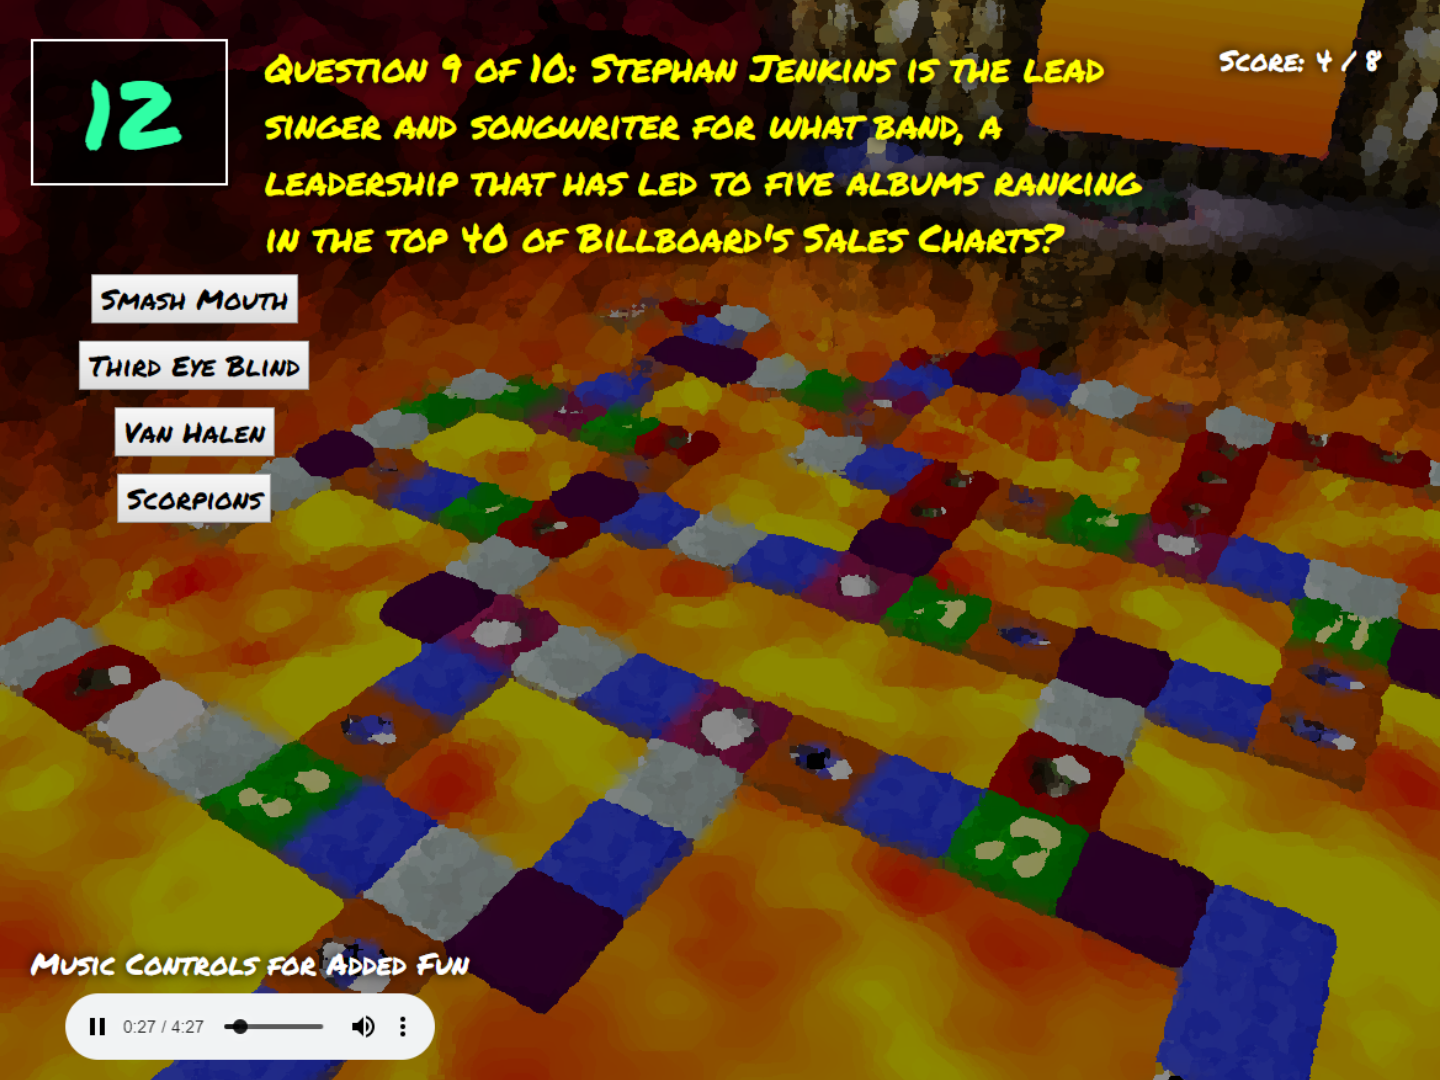 12
Question 9 of 10: Stephan Jenkins is the lead
singer and songwriter for what band, a
leadership that has led to five albums ranking
in the top 40 of Billboard's Sales Charts?
Score: 4 / 8
Smash Mouth
Third Eye Blind
Van Halen
Scorpions
Music Controls for Added Fun
0:27 / 4:27